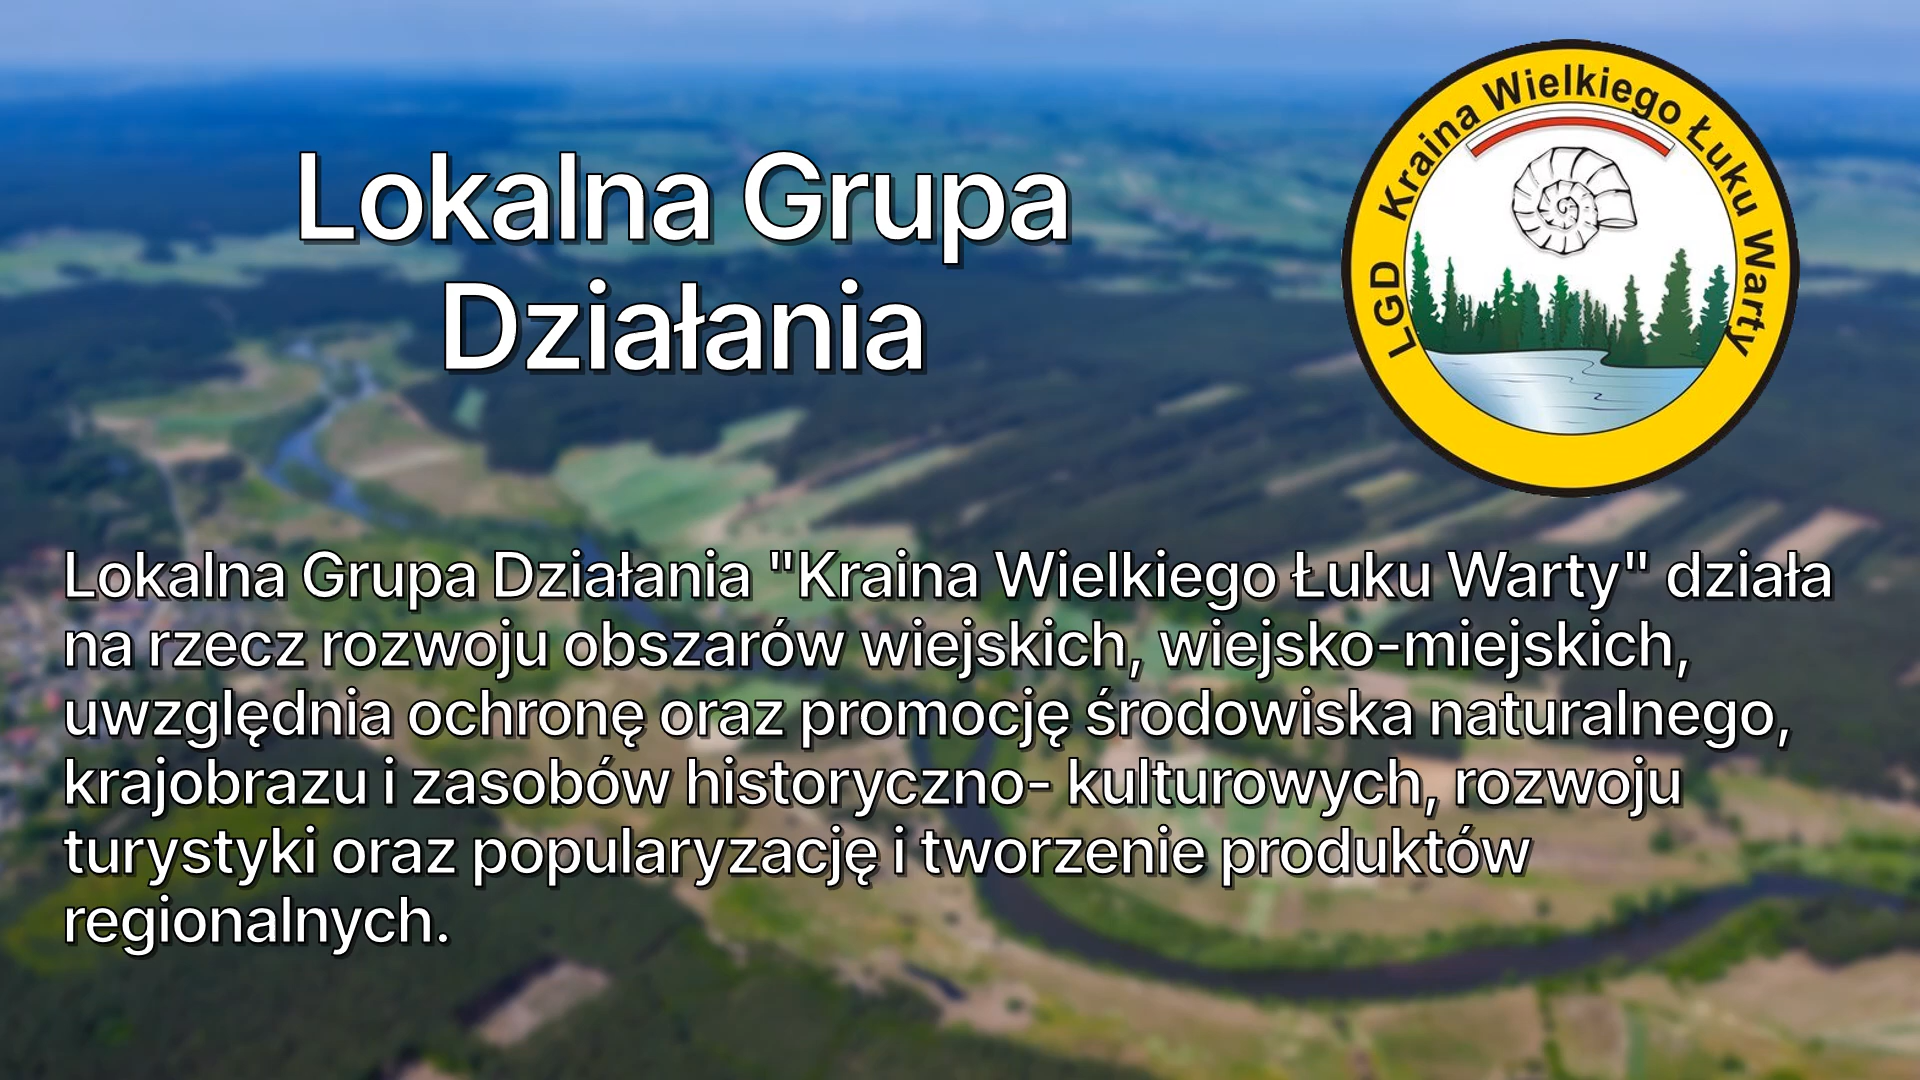 Lokalna Grupa
Działania
LGD Kraina Wielkiego Łuku Warty
Lokalna Grupa Działania "Kraina Wielkiego Łuku Warty" działa
na rzecz rozwoju obszarów wiejskich, wiejsko-miejskich,
uwzględnia ochronę oraz promocję środowiska naturalnego,
krajobrazu i zasobów historyczno- kulturowych, rozwoju
turystyki oraz popularyzację i tworzenie produktów
regionalnych.